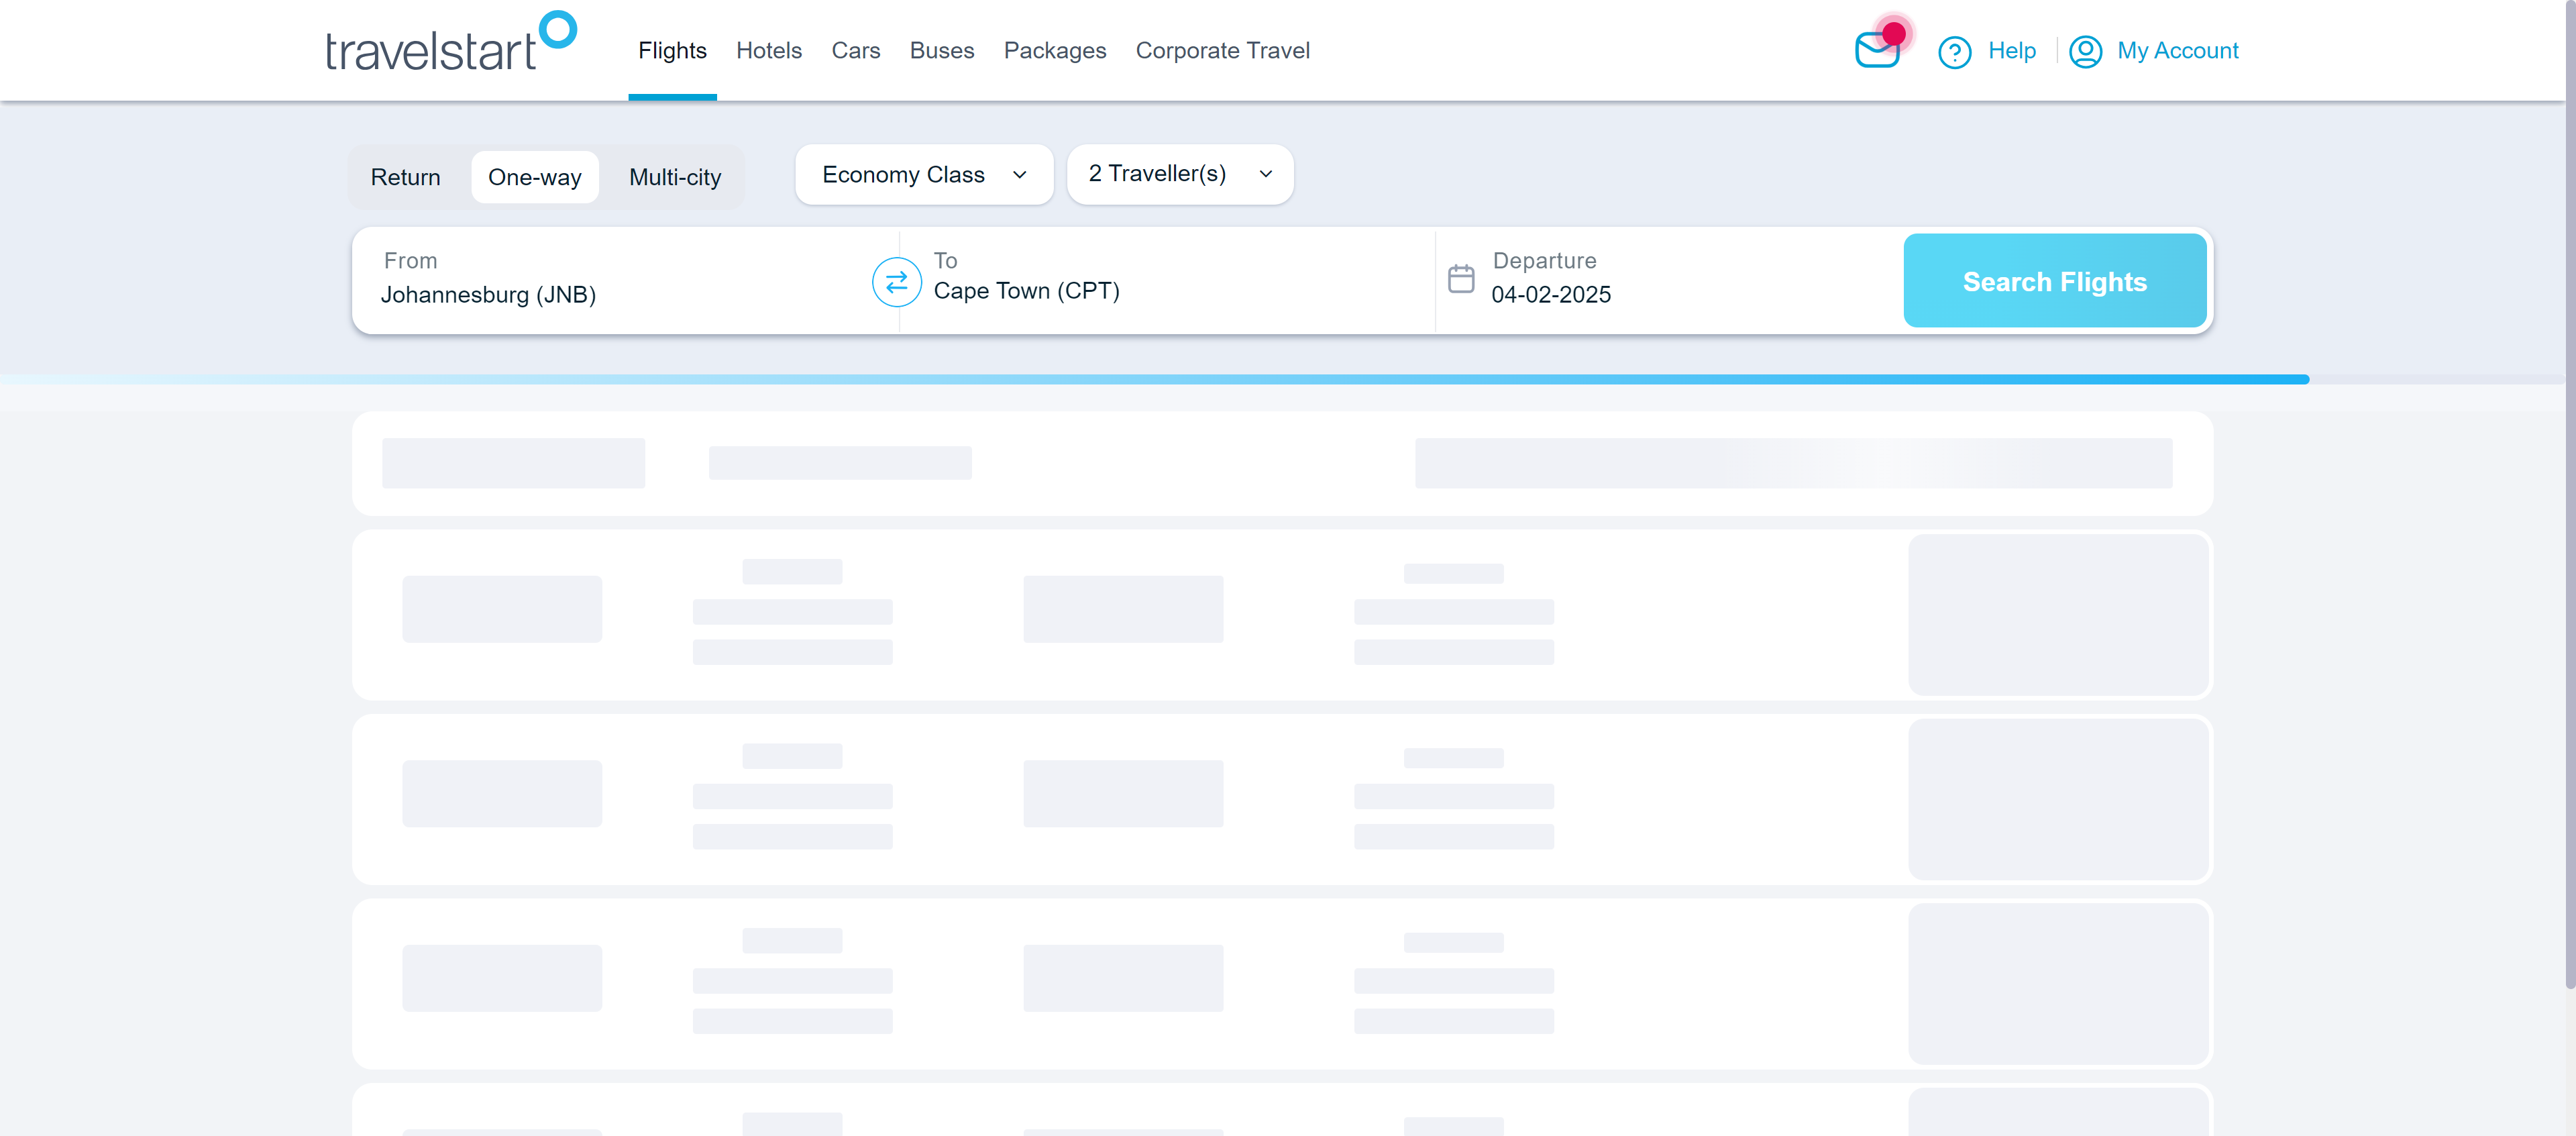 travelstart
Flights Hotels Cars Buses Packages Corporate Travel
Help My Account
Return One-way Multi-city
Economy Class
2 Traveller(s)
From
Johannesburg (JNB)
To
Cape Town (CPT)
Departure
04-02-2025
Search Flights